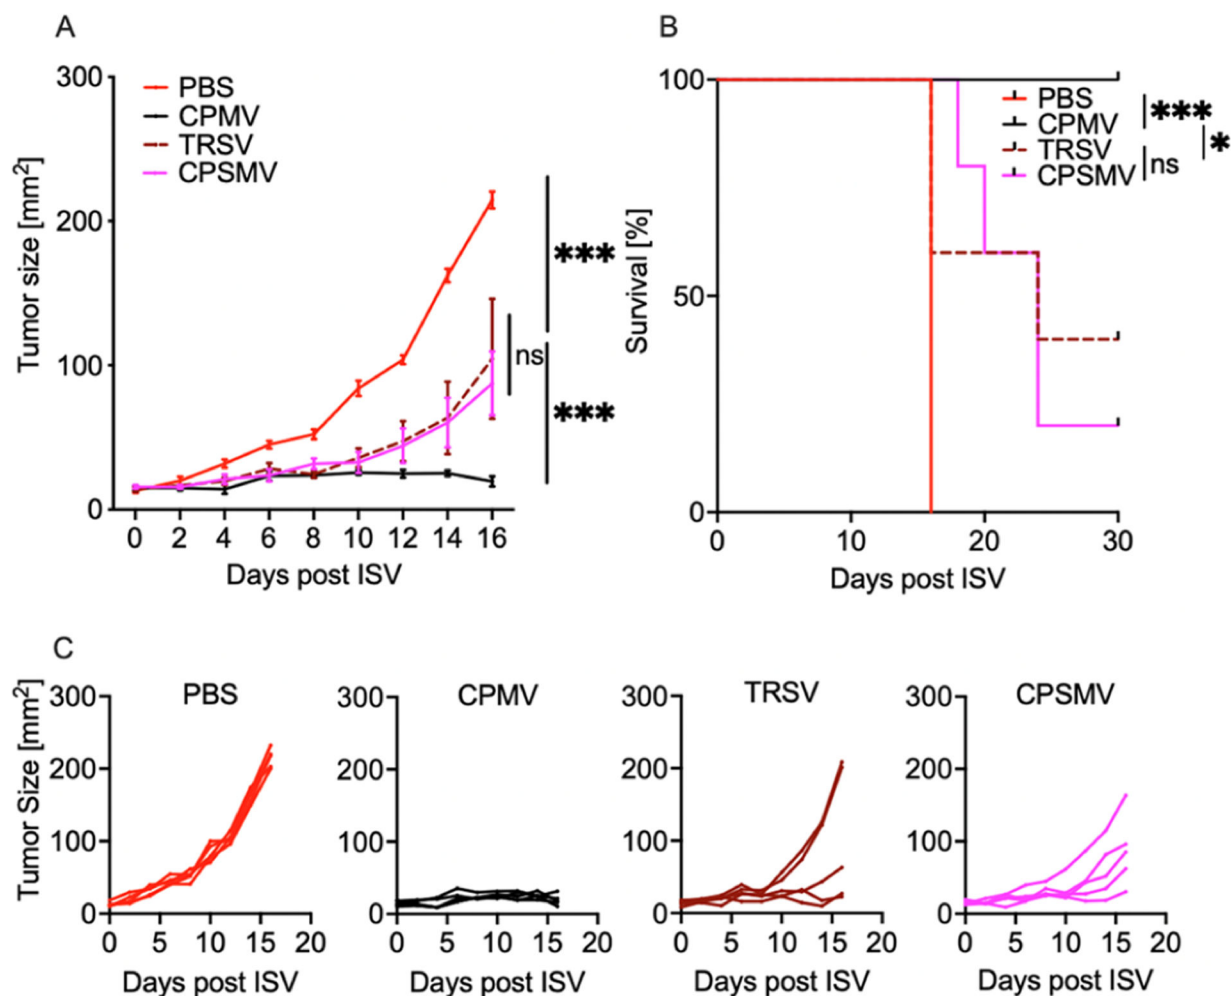 A
Tumor size [mm²]
300
200
100
0
PBS
CPMV
TRSV
CPSMV
***
ns
***
0 2 4 6 8 10 12 14 16
Days post ISV
B
Survival [%]
100
50
0
PBS
CPMV
TRSV
CPSMV
***
*
ns
0 10 20 30
Days post ISV
C
Tumor Size [mm²]
PBS
300
200
100
0
0 5 10 15 20
Days post ISV
CPMV
300
200
100
0
0 5 10 15 20
Days post ISV
TRSV
300
200
100
0
0 5 10 15 20
Days post ISV
CPSMV
300
200
100
0
0 5 10 15 20
Days post ISV